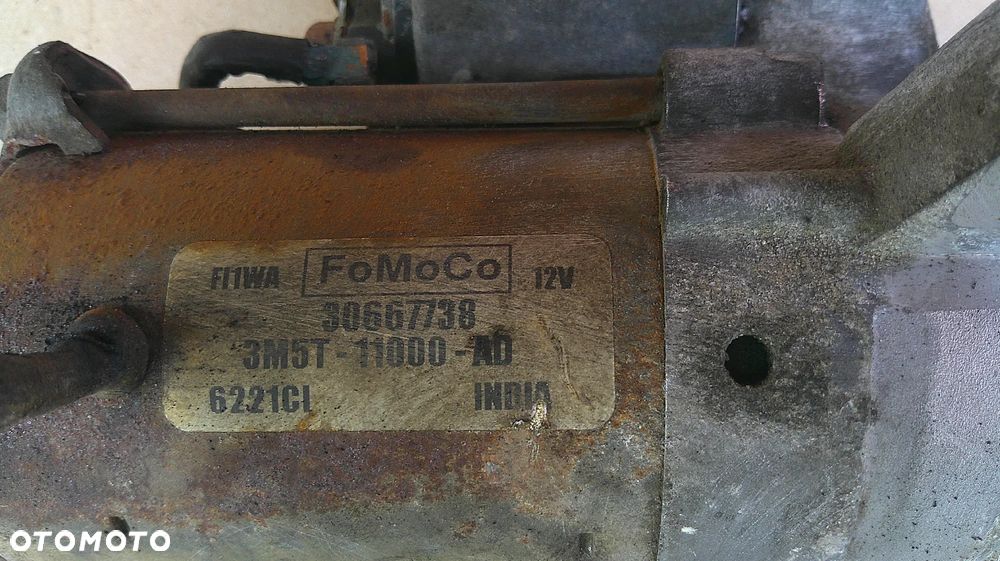 FI1WA FoMoCo 12V
30667738
3M5T-11000-AD
6221CI INDIA
OTOMOTO